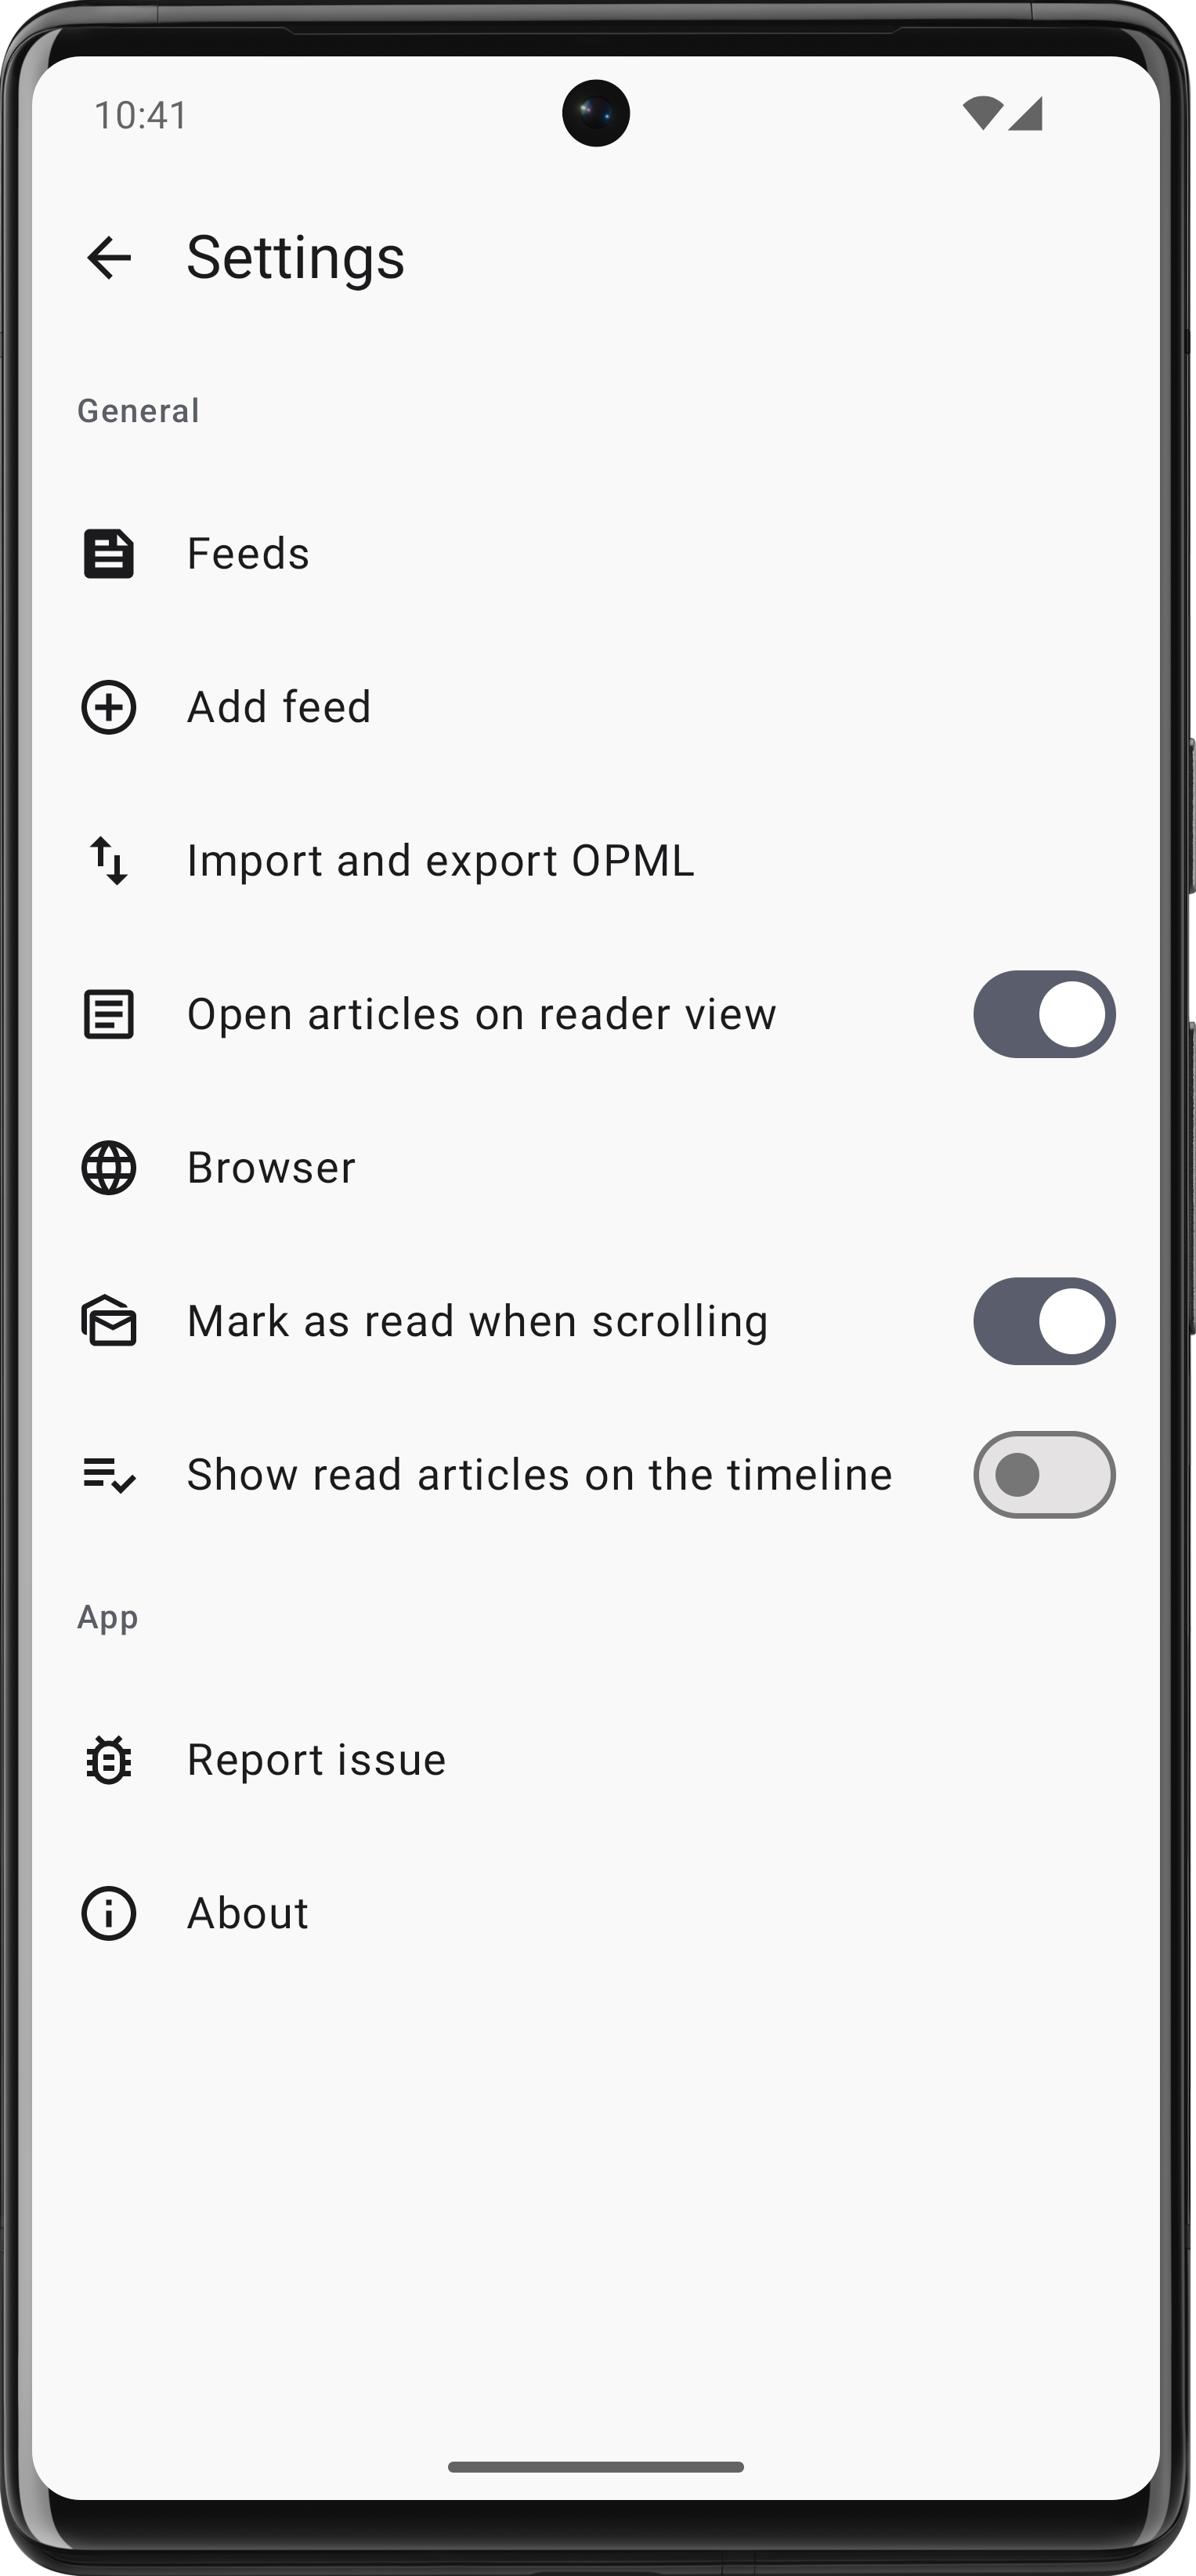 10:41
Settings
General
Feeds
Add feed
Import and export OPML
Open articles on reader view
Browser
Mark as read when scrolling
Show read articles on the timeline
App
Report issue
About